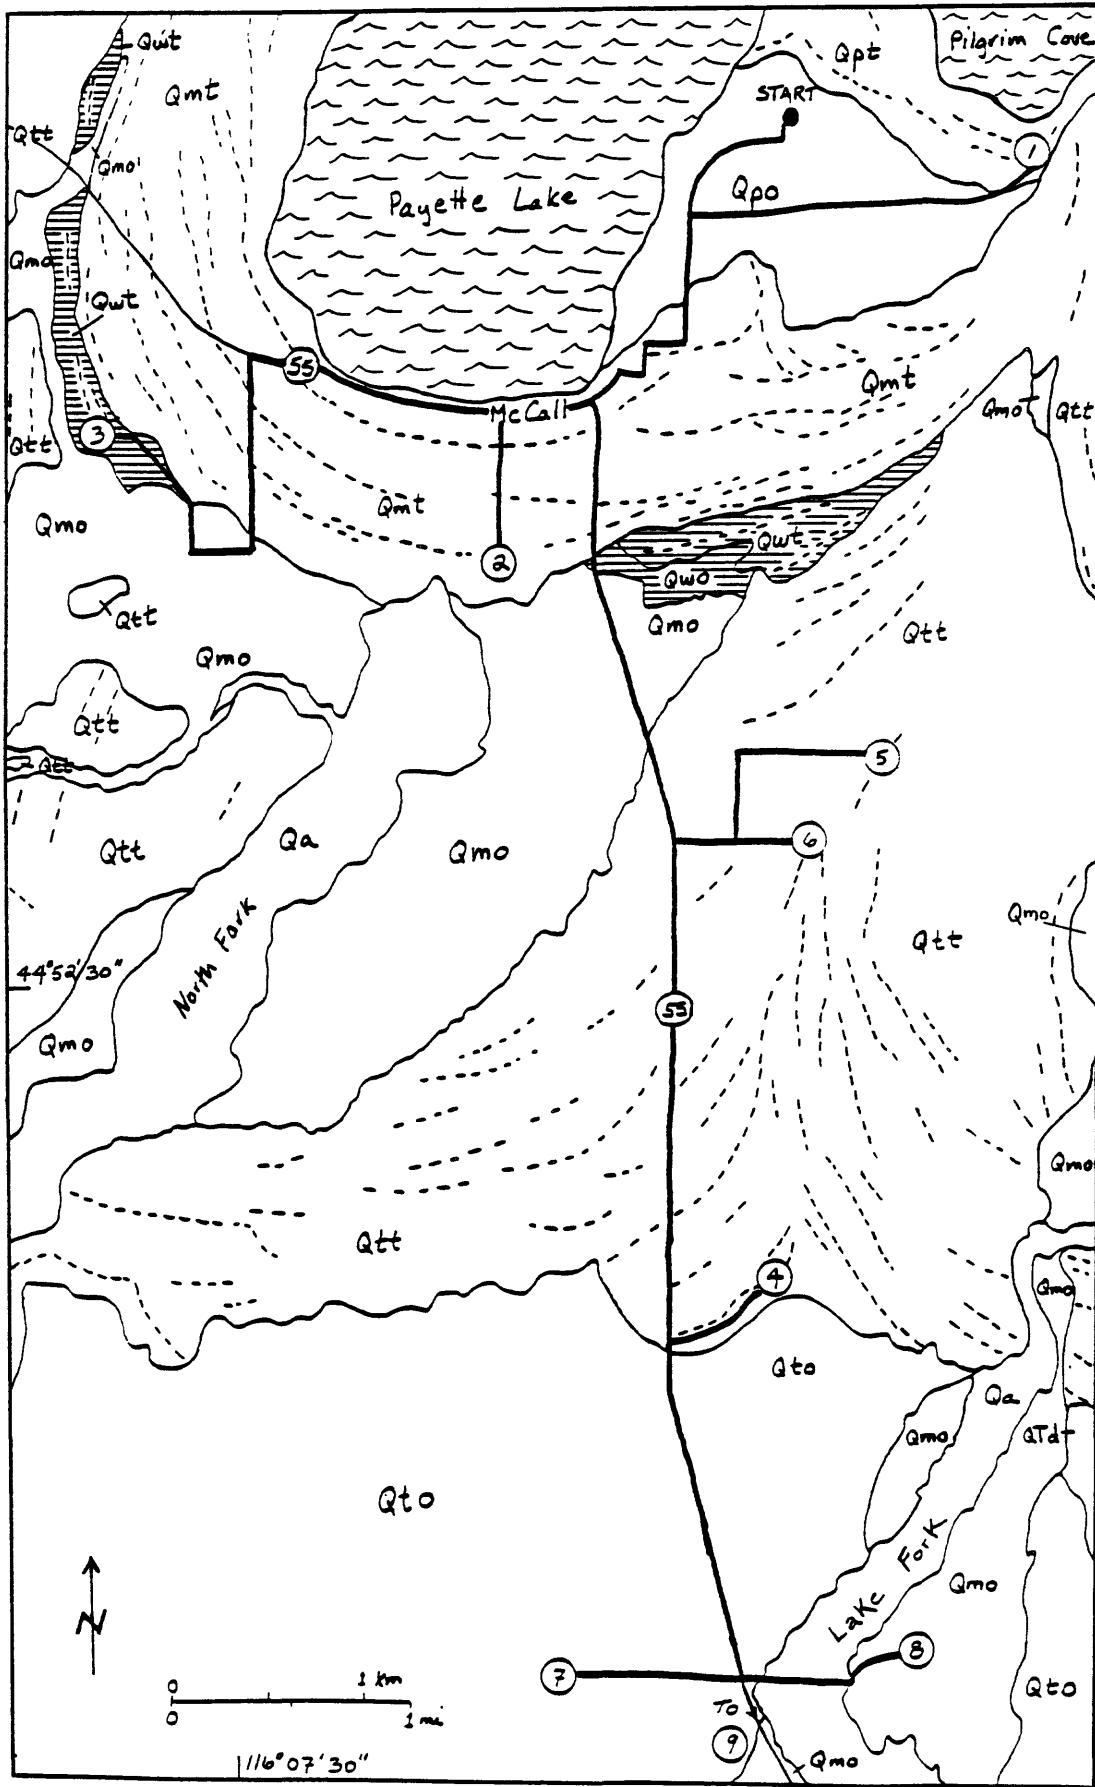 Qwt
Qpt
Pilgrim Cove
Qmt
START
Qtt
1
Qmo
Qpo
Payette Lake
Qmo
Qwt
55
McCall
Qmt
Qmo
Qtt
3
Qtt
Qmo
Qmt
2
Qwt
Qwo
Qtt
Qmo
Qtt
Qmo
Qtt
5
Qtt
6
Qtt
Qa
Qmo
Qmo
Qtt
North Fork
44°52'30"
55
Qmo
Qmo
Qtt
4
Qmo
Qto
Qa
Qmo
QTdt
Qto
Lake Fork
Qmo
N
8
7
0 1 km
0 1 mi
Qto
To
9
Qmo
116°07'30"